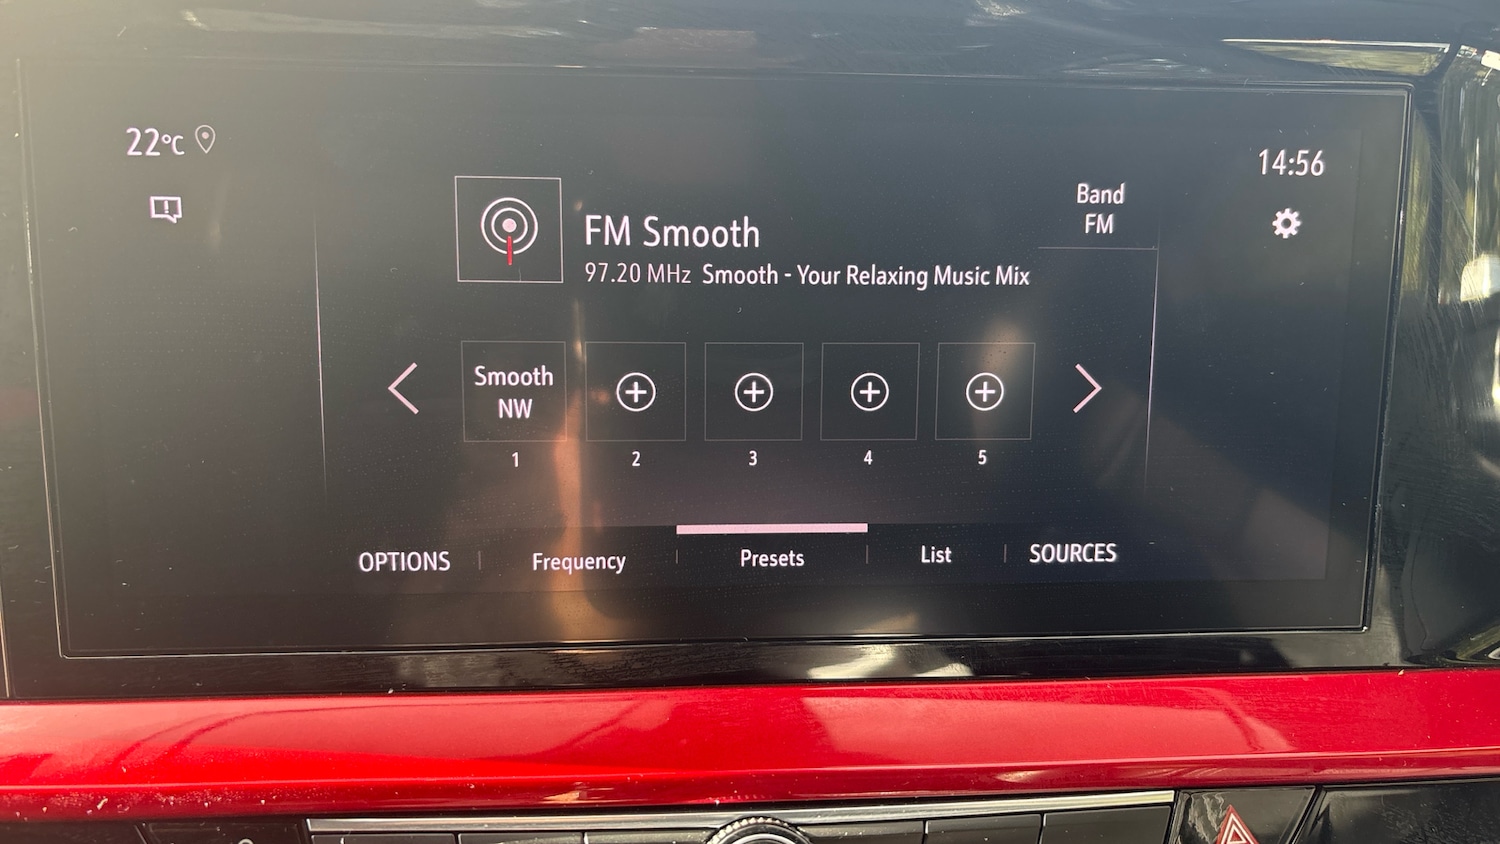 22°C
14:56
Band
FM
FM Smooth
97.20 MHz Smooth - Your Relaxing Music Mix
Smooth
NW
1 2 3 4 5
OPTIONS Frequency Presets List SOURCES